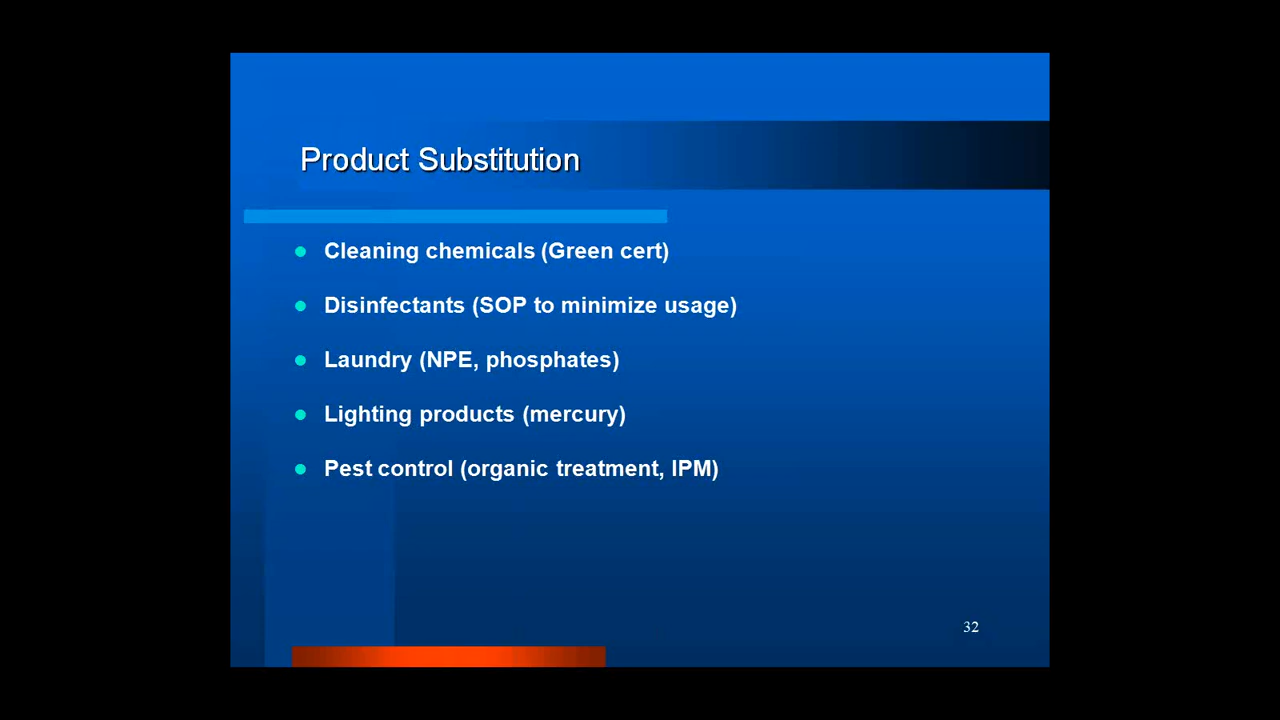 Product Substitution
Cleaning chemicals (Green cert)
Disinfectants (SOP to minimize usage)
Laundry (NPE, phosphates)
Lighting products (mercury)
Pest control (organic treatment, IPM)
32